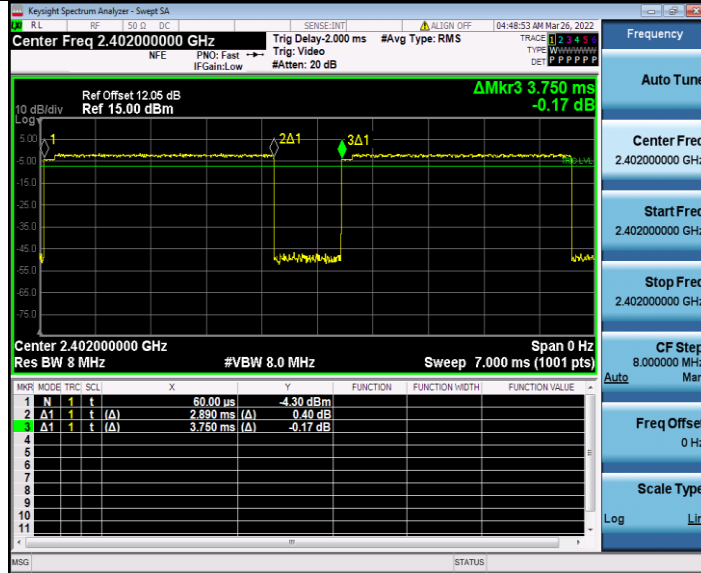 Keysight Spectrum Analyzer - Swept SA
LXI RL RF 50 Ω DC SENSE:INT ALIGN OFF 04:48:53 AM Mar 26, 2022
Center Freq 2.402000000 GHz
NFE PNO: Fast IFGain:Low
Trig Delay-2.000 ms #Avg Type: RMS
Trig: Video
#Atten: 20 dB
TRACE 1 2 3 4 5 6
TYPE W
DET P P P P P P
Ref Offset 12.05 dB
10 dB/div Ref 15.00 dBm
ΔMkr3 3.750 ms
-0.17 dB
Log
5.00
-5.00
-15.0
-25.0
-35.0
-45.0
-55.0
-65.0
-75.0
1
2Δ1
3Δ1
Center 2.402000000 GHz Span 0 Hz
Res BW 8 MHz #VBW 8.0 MHz Sweep 7.000 ms (1001 pts)
MKR MODE TRC SCL X Y FUNCTION FUNCTION WIDTH FUNCTION VALUE
1 N 1 t 60.00 µs -4.30 dBm
2 Δ1 1 t (Δ) 2.890 ms (Δ) 0.40 dB
3 Δ1 1 t (Δ) 3.750 ms (Δ) -0.17 dB
4
5
6
7
8
9
10
11
MSG STATUS
Frequency
Auto Tune
Center Freq
2.402000000 GHz
Start Freq
2.402000000 GHz
Stop Freq
2.402000000 GHz
CF Step
8.000000 MHz
Auto Man
Freq Offset
0 Hz
Scale Type
Log Lin